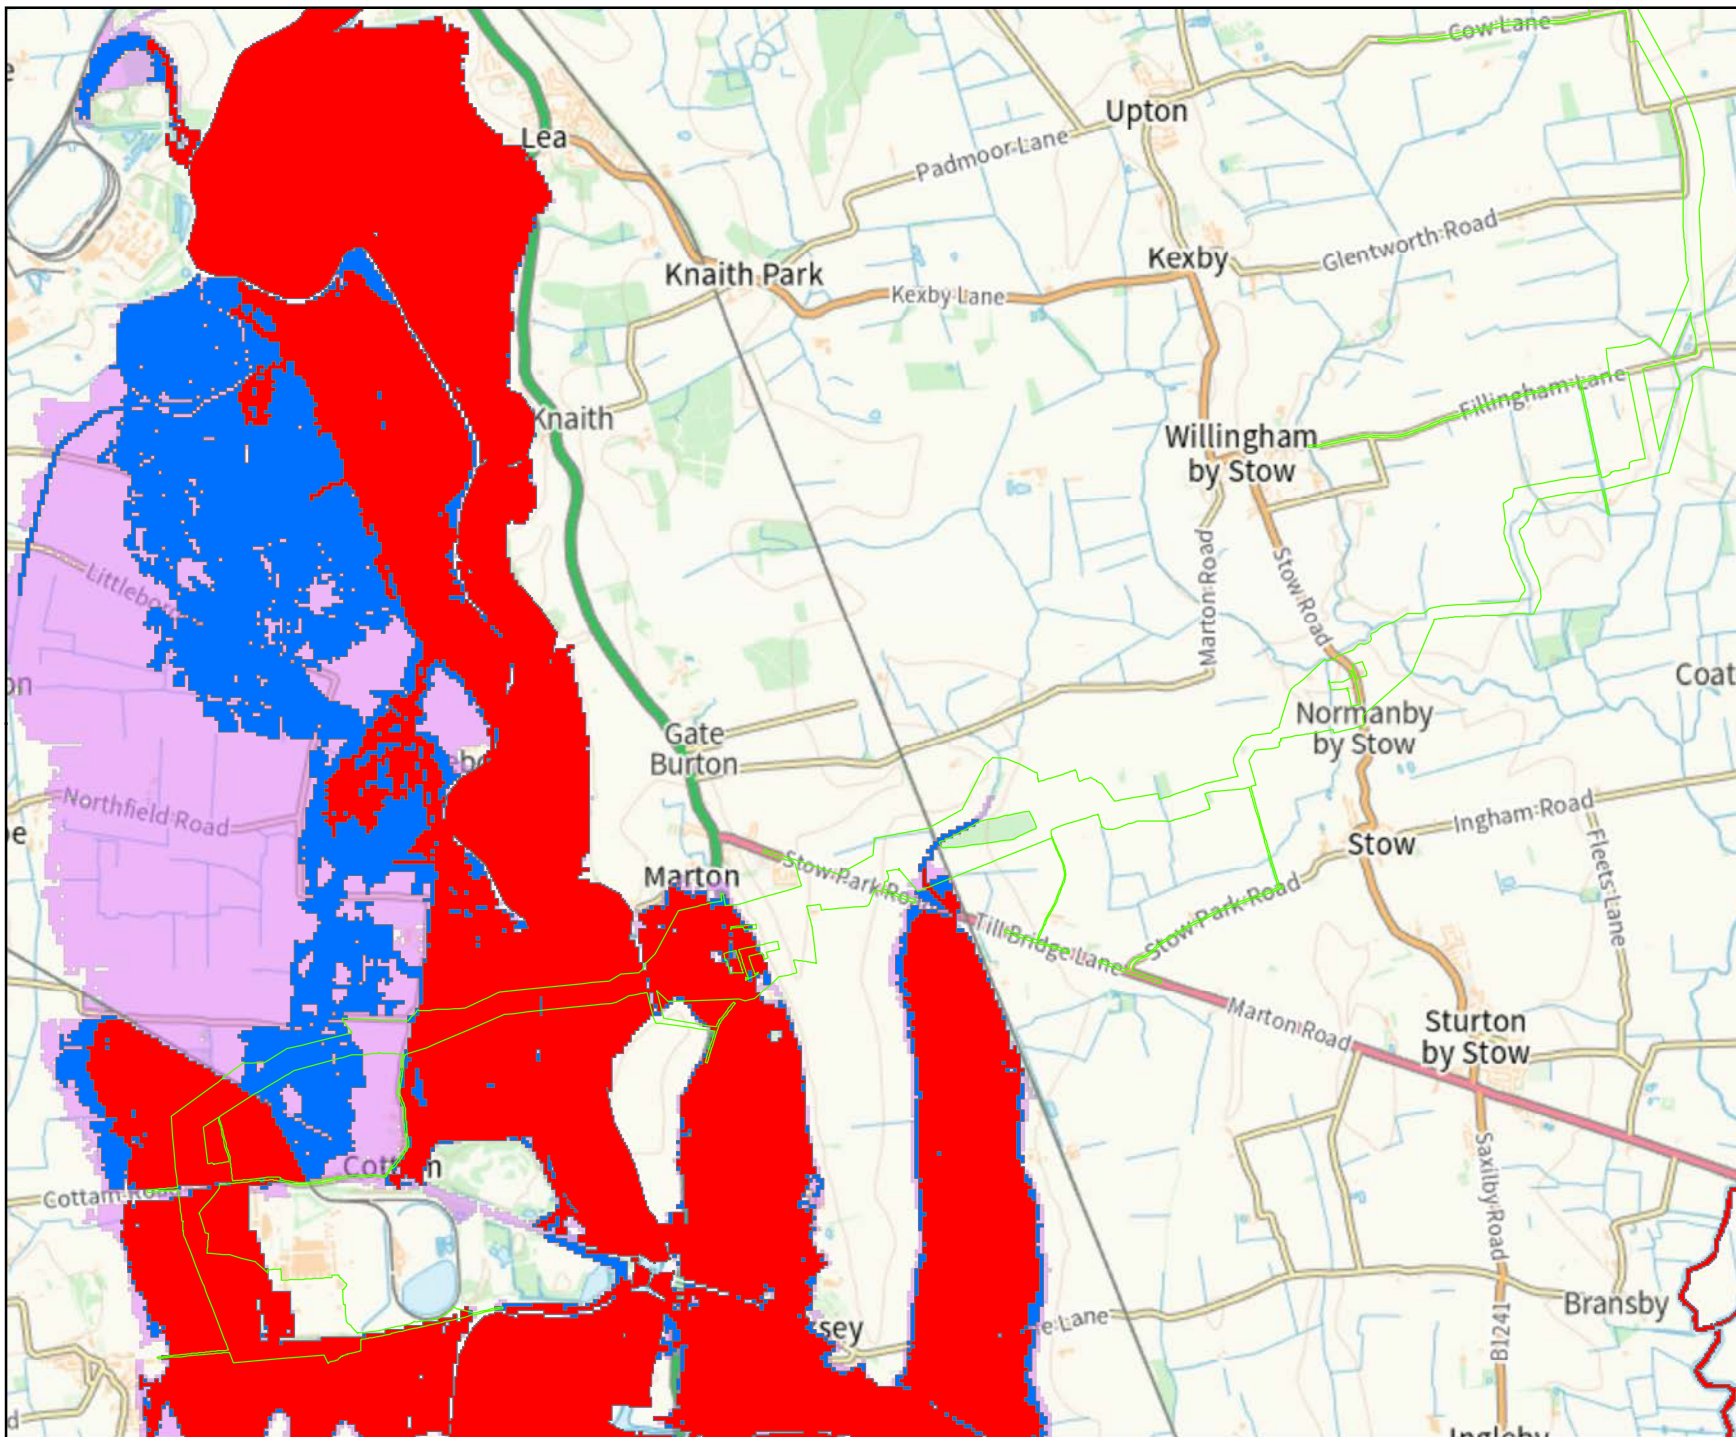 Cow Lane
Upton
Lea
Padmoor Lane
Glentworth Road
Kexby
Knaith Park
Kexby Lane
Fillingham Lane
Knaith
Willingham
by Stow
Marton Road
Stow Road
Coat
Normanby
by Stow
Gate
Burton
Northfield Road
Ingham Road
Stow
Fleets Lane
Marton
Stow Park Road
Till Bridge Lane
Stow Park Road
Marton Road
Sturton
by Stow
Saxilby Road
Cottam Road
Bransby
sey
e Lane
B1241